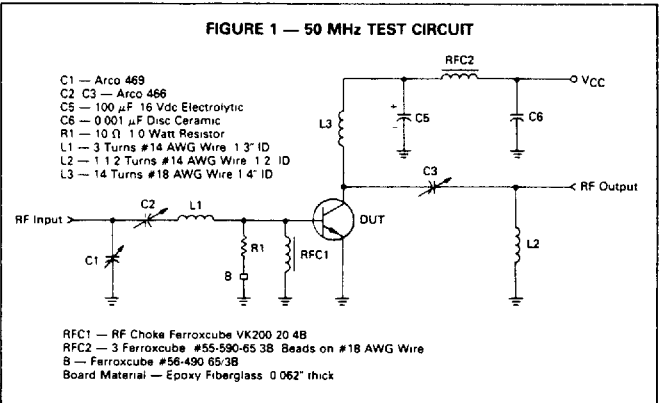 FIGURE 1 — 50 MHz TEST CIRCUIT
C1 — Arco 469
C2 C3 — Arco 466
C5 — 100 µF 16 Vdc Electrolytic
C6 — 0 001 µF Disc Ceramic
R1 — 10 Ω 1 0 Watt Resistor
L1 — 3 Turns #14 AWG Wire 1 3" ID
L2 — 1 1 2 Turns #14 AWG Wire 1 2 ID
L3 — 14 Turns #18 AWG Wire 1 4" ID
RFC2
VCC
L3
+
C5
–
C6
C3
RF Output
RF Input
C2
L1
DUT
C1
R1
B
RFC1
L2
RFC1 — RF Choke Ferroxcube VK200 20 4B
RFC2 — 3 Ferroxcube #55-590-65 3B Beads on #18 AWG Wire
B — Ferroxcube #56-490 65/3B
Board Material — Epoxy Fiberglass 0 062" thick